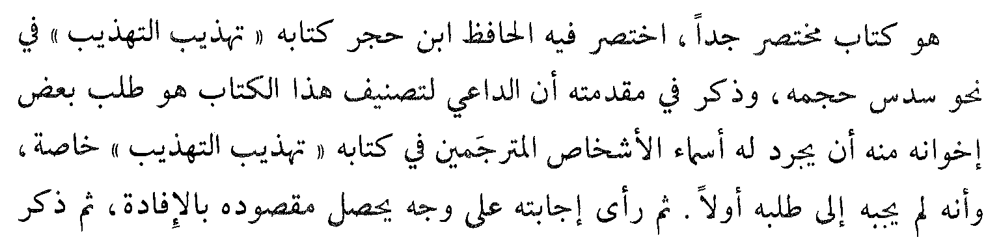 هو كتاب مختصر جداً ، اختصر فيه الحافظ ابن حجر كتابه « تهذيب التهذيب » في
نحو سدس حجمه ، وذكر في مقدمته أن الداعي لتصنيف هذا الكتاب هو طلب بعض
إخوانه منه أن يجرد له أسماء الأشخاص المترجَمين في كتابه « تهذيب التهذيب » خاصة ،
وأنه لم يجبه إلى طلبه أولاً . ثم رأى إجابته على وجه يحصل مقصوده بالإِفادة ، ثم ذكر